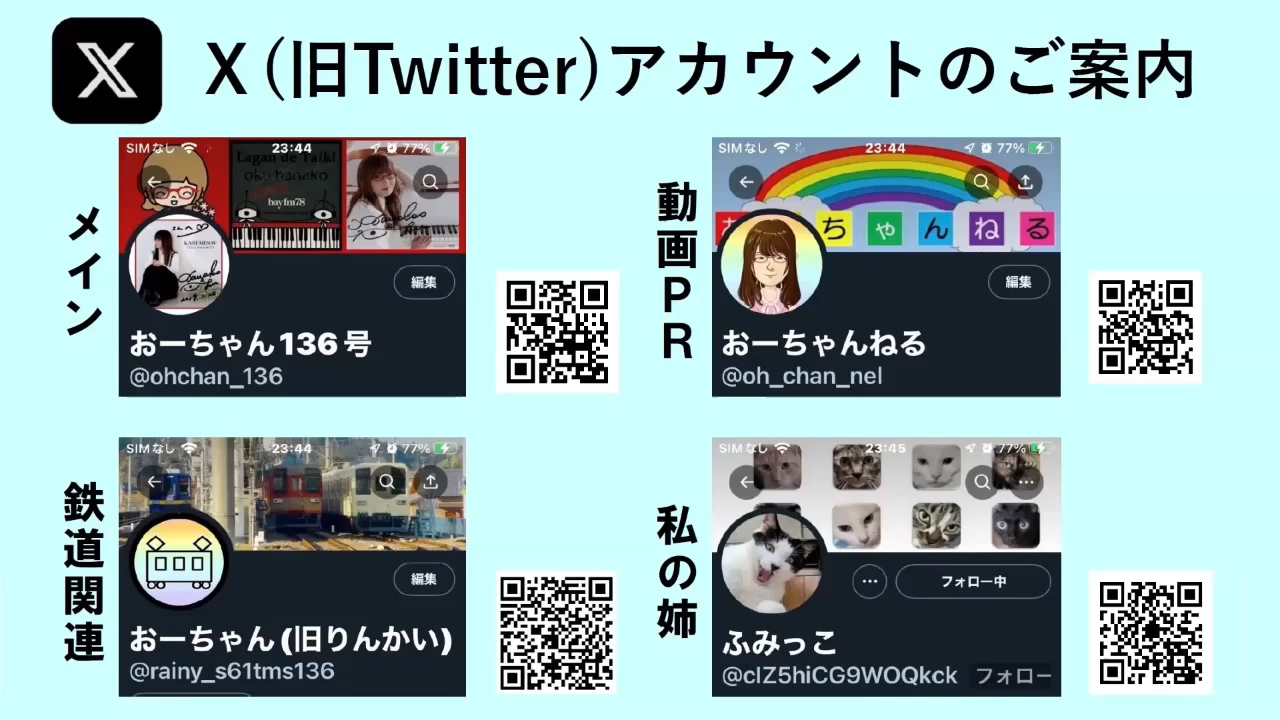 X (旧Twitter)アカウントのご案内
メイン
SIMなし 23:44 77%
Lagan de Talk!
oku hanako
bayfm78
編集
おーちゃん136号
@ohchan_136
動画PR
SIMなし 23:44 77%
ちゃんねる
編集
おーちゃんねる
@oh_chan_nel
鉄道関連
SIMなし 23:44 77%
編集
おーちゃん(旧りんかい)
@rainy_s61tms136
私の姉
SIMなし 23:45 77%
フォロー中
ふみっこ
@clZ5hiCG9WOQkck フォロー